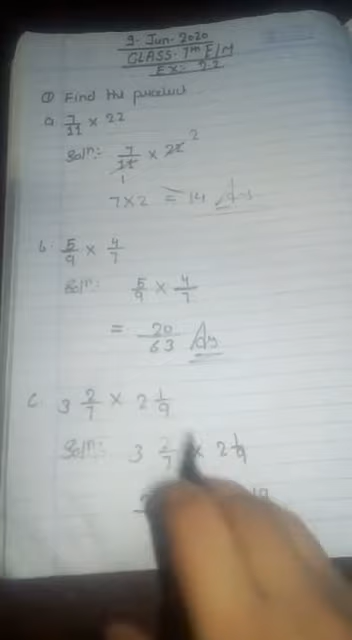 9. Jun. 2020
CLASS- 7th E/M
EX:- 2.2
Q Find the product
a. 7/11 × 22
Soln: 7/11 × 22 2
1
7×2 = 14 Ans
b. 5/9 × 4/7
Soln: 5/9 × 4/7
= 20/63 Ans
c. 3 2/7 × 2 1/9
Soln: 3 2/7 × 2 1/9
19